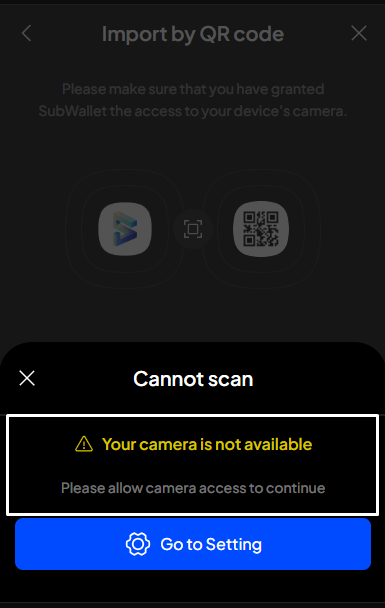 Import by QR code
Please make sure that you have granted
SubWallet the access to your device's camera.
Cannot scan
Your camera is not available
Please allow camera access to continue
Go to Setting